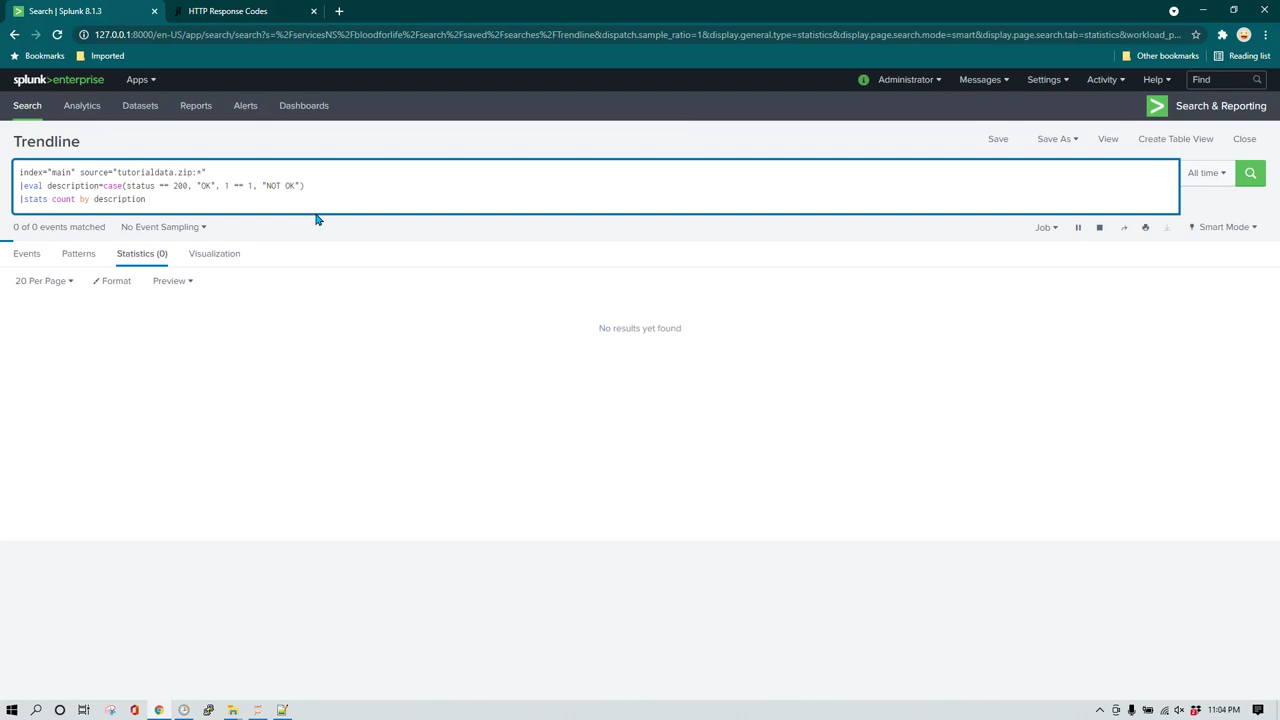 Search | Splunk 8.1.3
HTTP Response Codes
127.0.0.1:8000/en-US/app/search/search?s=%2FservicesNS%2Fbloodforlife%2Fsearch%2Fsaved%2Fsearches%2FTrendline&dispatch.sample_ratio=1&display.general.type=statistics&display.page.search.mode=smart&display.page.search.tab=statistics&workload_p...
Bookmarks Imported Other bookmarks Reading list
splunk>enterprise Apps Administrator Messages Settings Activity Help Find
Search Analytics Datasets Reports Alerts Dashboards Search & Reporting
Trendline Save Save As View Create Table View Close
index="main" source="tutorialdata.zip:*"
|eval description=case(status == 200, "OK", 1 == 1, "NOT OK")
|stats count by description
All time
0 of 0 events matched No Event Sampling Job Smart Mode
Events Patterns Statistics (0) Visualization
20 Per Page Format Preview
No results yet found
11:04 PM